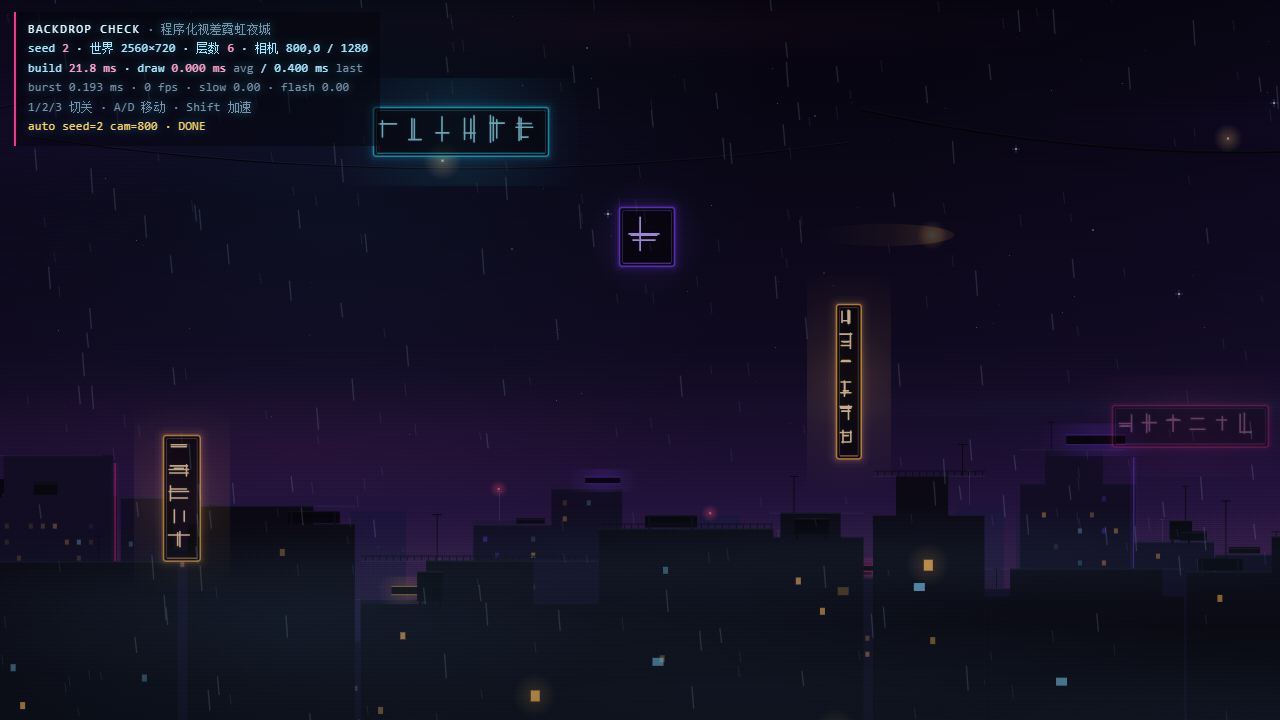 BACKDROP CHECK · 程序化视差霓虹夜城
seed 2 · 世界 2560×720 · 层数 6 · 相机 800,0 / 1280
build 21.8 ms · draw 0.000 ms avg / 0.400 ms last
burst 0.193 ms · 0 fps · slow 0.00 · flash 0.00
1/2/3 切关 · A/D 移动 · Shift 加速
auto seed=2 cam=800 · DONE